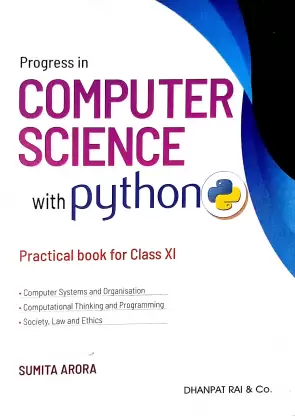 Progress in
COMPUTER
SCIENCE
with python
Practical book for Class XI
• Computer Systems and Organisation
• Computational Thinking and Programming
• Society, Law and Ethics
SUMITA ARORA
DHANPAT RAI & Co.